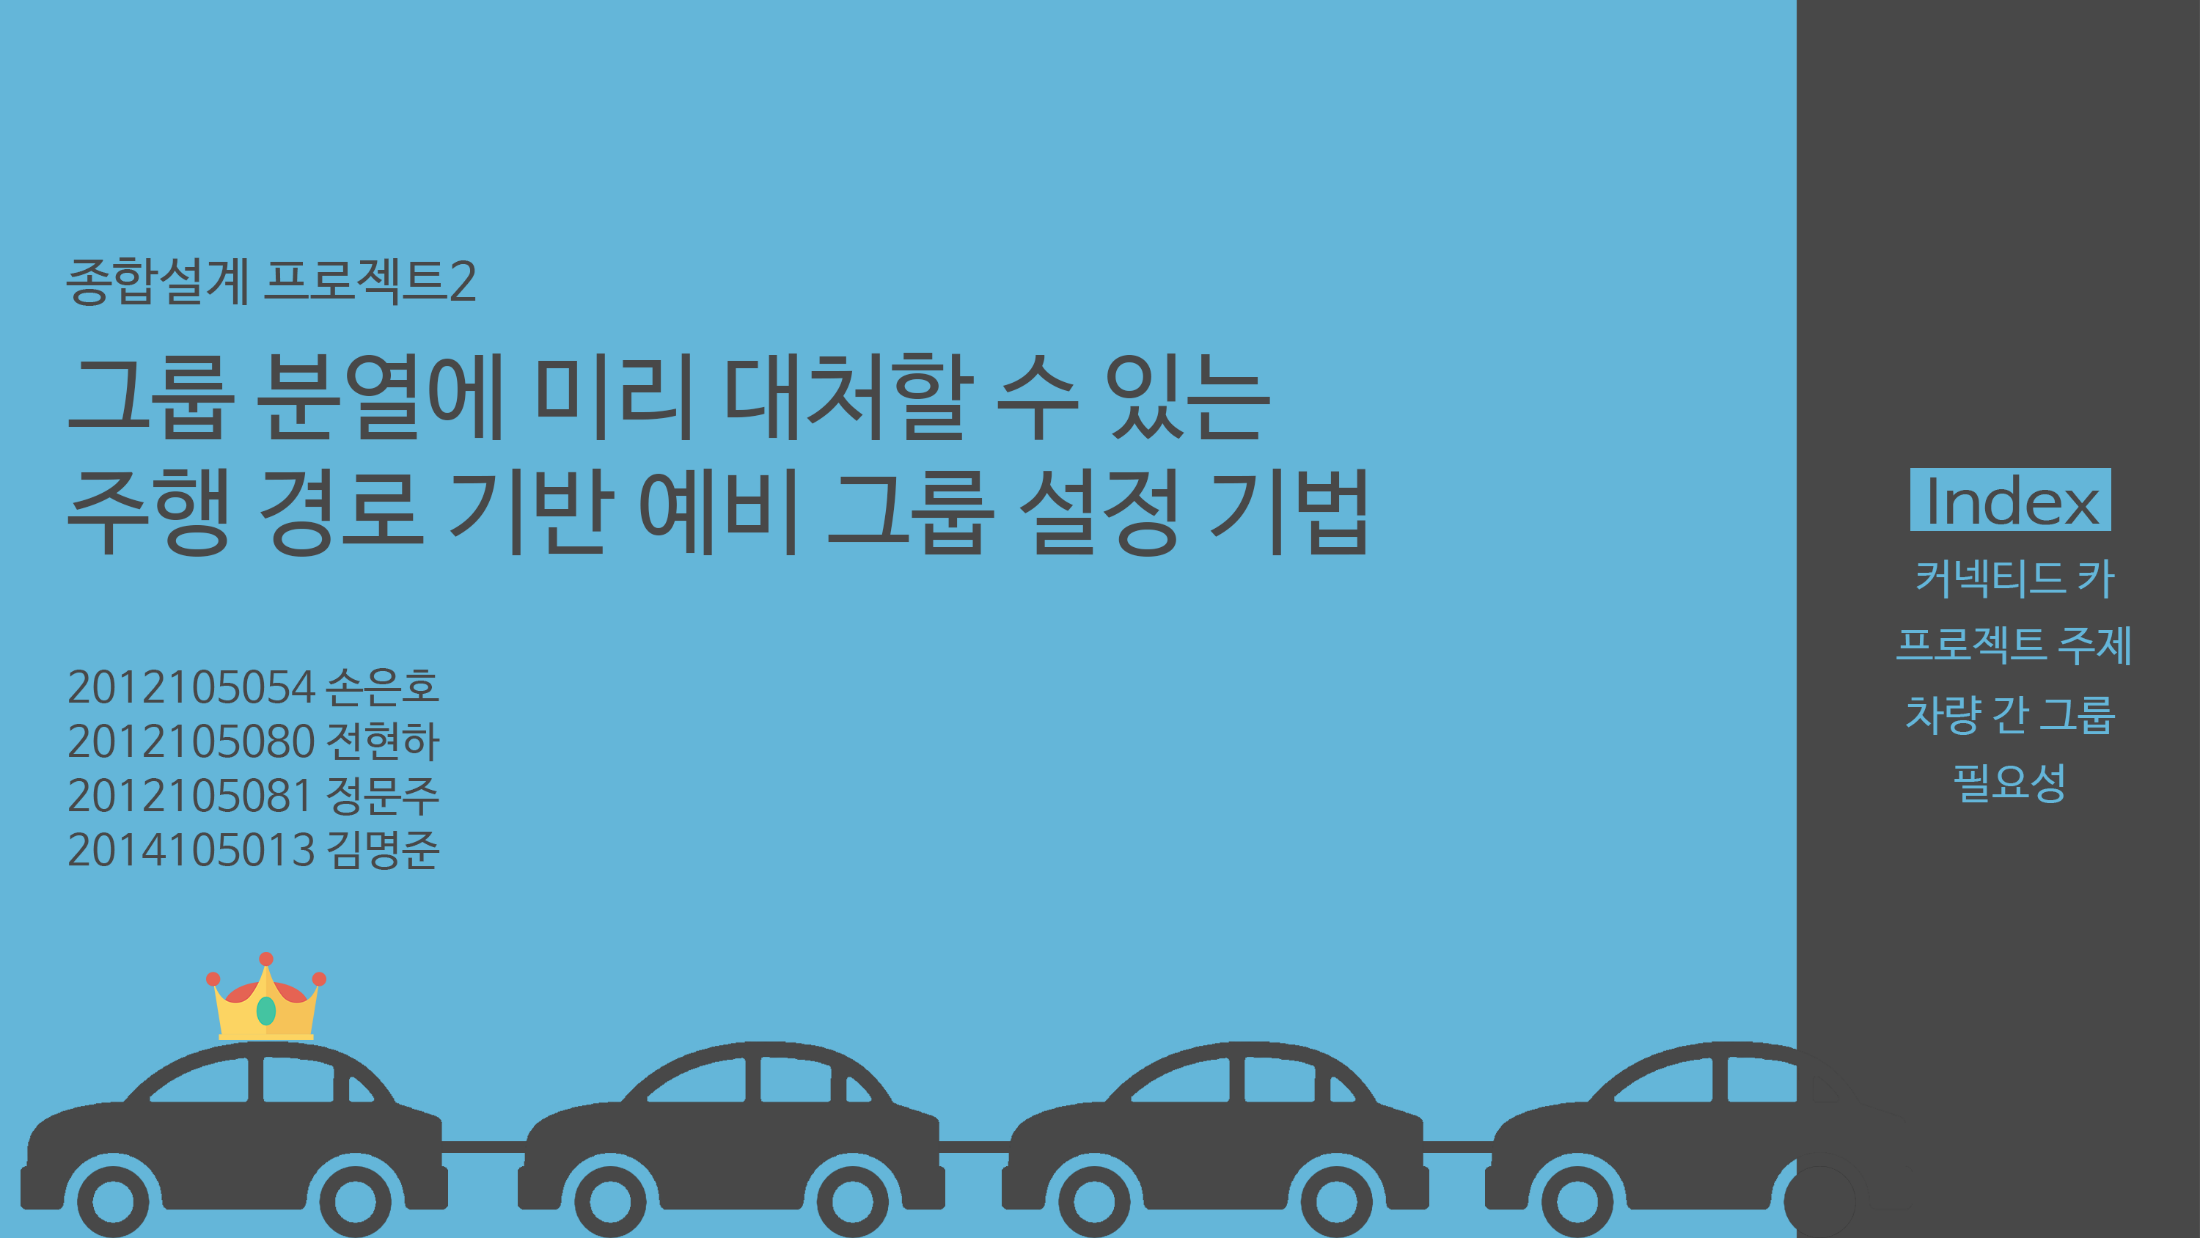 종합설계 프로젝트2
그룹 분열에 미리 대처할 수 있는
주행 경로 기반 예비 그룹 설정 기법
2012105054 손은호
2012105080 전현하
2012105081 정문주
2014105013 김명준
Index
커넥티드 카
프로젝트 주제
차량 간 그룹
필요성